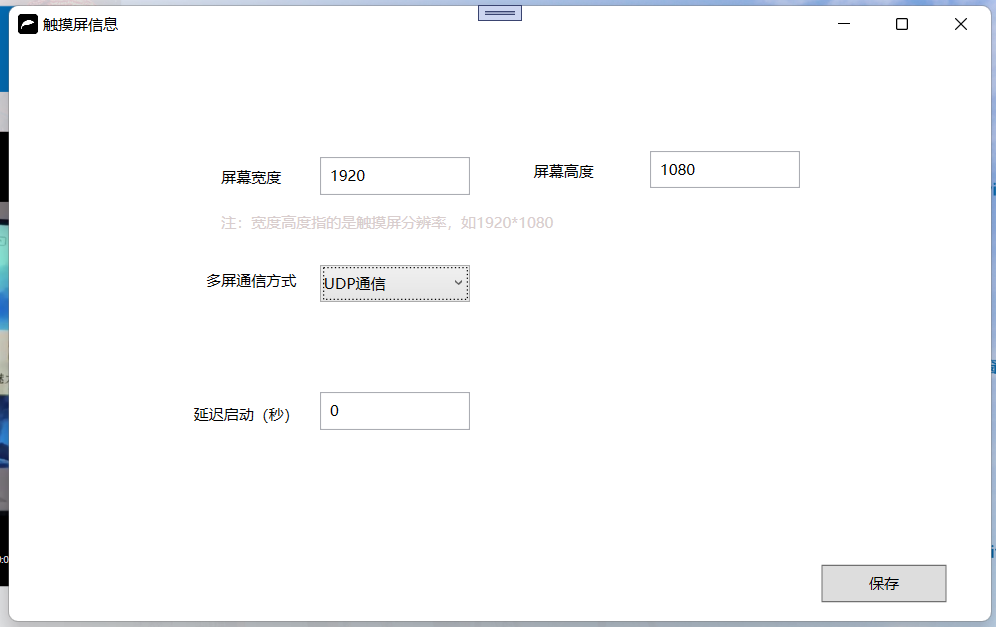 触摸屏信息
屏幕宽度 1920 屏幕高度 1080
注：宽度高度指的是触摸屏分辨率，如1920*1080
多屏通信方式 UDP通信
延迟启动（秒） 0
保存